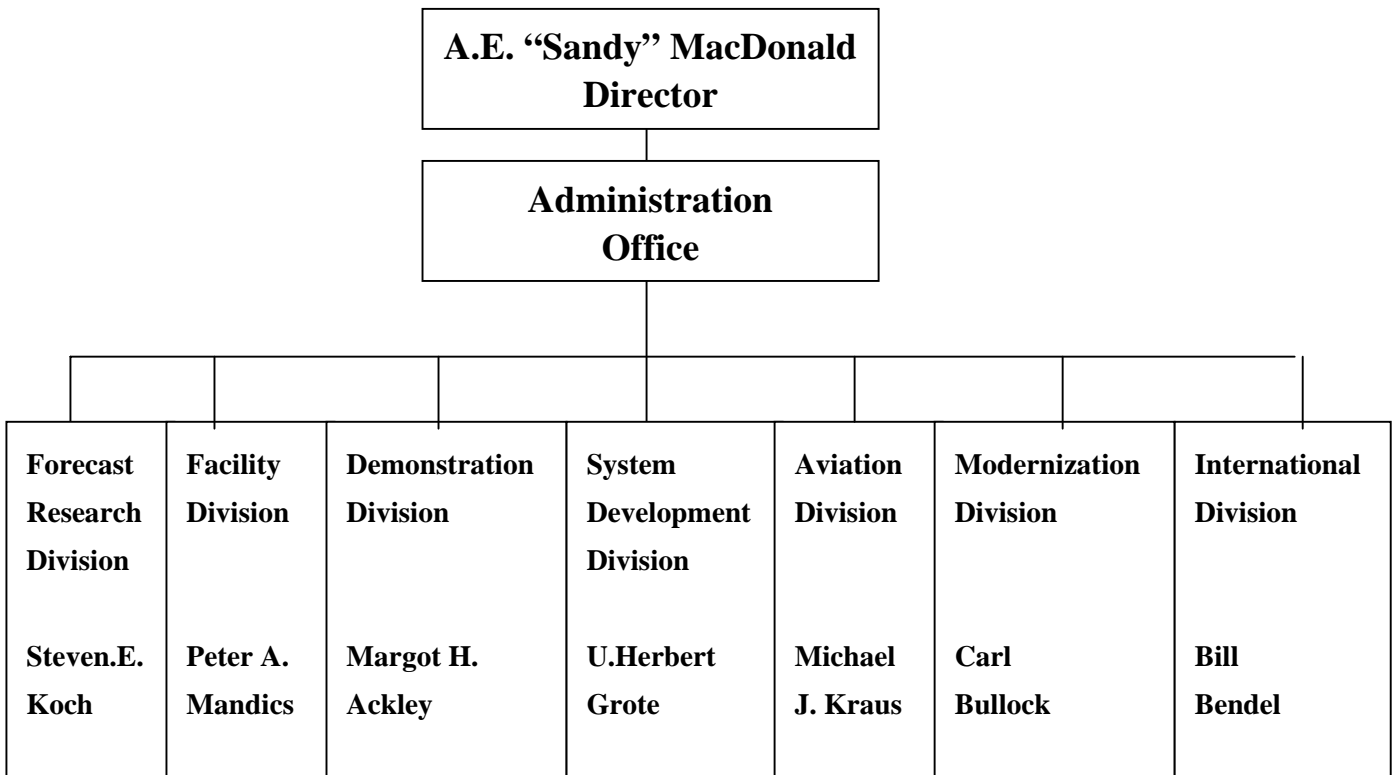 A.E. “Sandy” MacDonald
Director
Administration
Office
Forecast
Research
Division
Steven.E.
Koch
Facility
Division
Peter A.
Mandics
Demonstration
Division
Margot H.
Ackley
System
Development
Division
U.Herbert
Grote
Aviation
Division
Michael
J. Kraus
Modernization
Division
Carl
Bullock
International
Division
Bill
Bendel